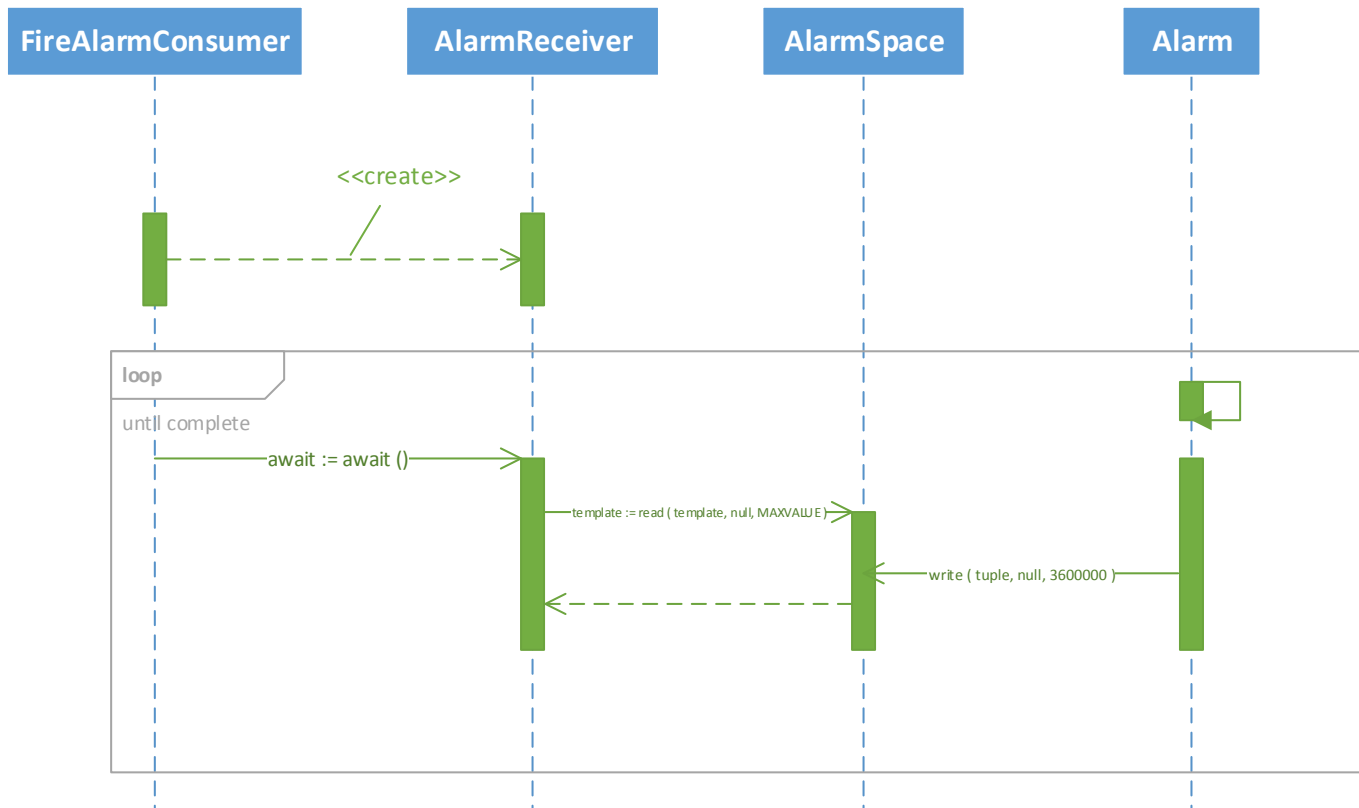 FireAlarmConsumer
AlarmReceiver
AlarmSpace
Alarm
<<create>>
loop
until complete
await := await ()
template := read ( template, null, MAXVALUE )
write ( tuple, null, 3600000 )